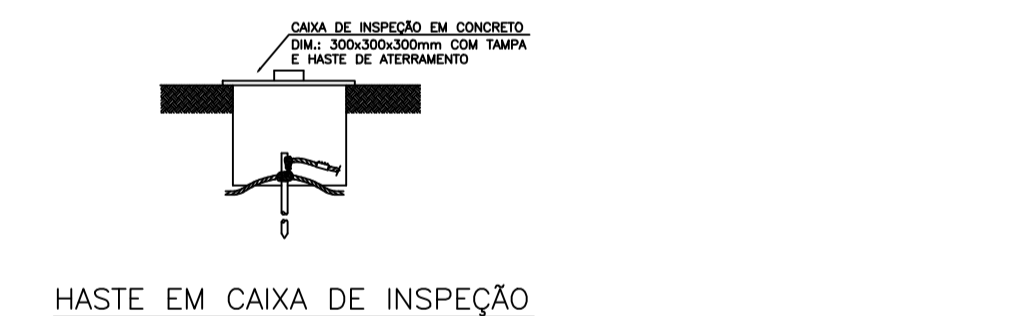 CAIXA DE INSPEÇÃO EM CONCRETO
DIM.: 300x300x300mm COM TAMPA
E HASTE DE ATERRAMENTO
HASTE EM CAIXA DE INSPEÇÃO